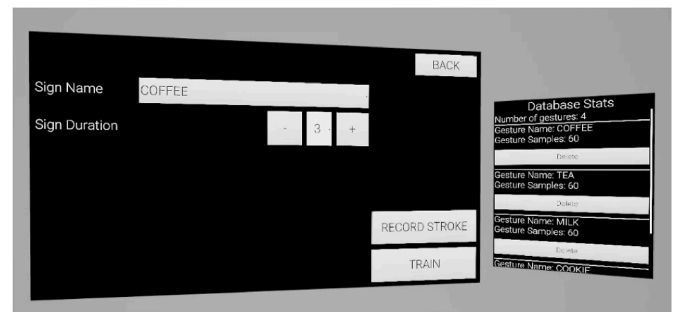 BACK
Sign Name COFFEE
Sign Duration - 3 +
RECORD STROKE
TRAIN
Database Stats
Number of gestures: 4
Gesture Name: COFFEE
Gesture Samples: 60
Delete
Gesture Name: TEA
Gesture Samples: 60
Delete
Gesture Name: MILK
Gesture Samples: 60
Delete
Gesture Name: COOKIE